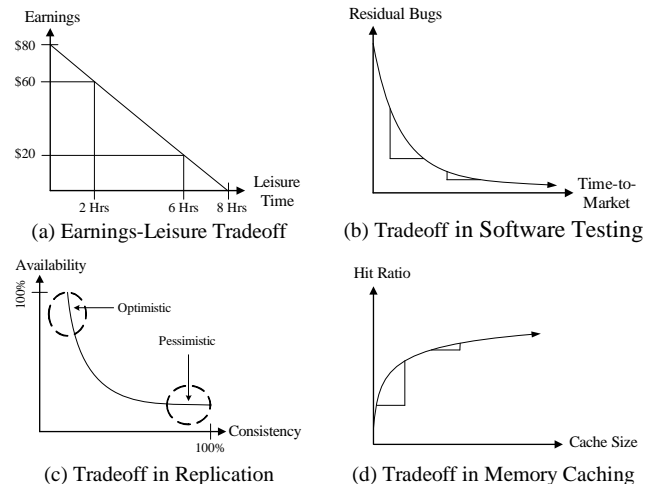 Earnings
$80
$60
$20
2 Hrs
6 Hrs
8 Hrs
Leisure
Time
(a) Earnings-Leisure Tradeoff
Residual Bugs
Time-to-
Market
(b) Tradeoff in Software Testing
Availability
100%
Optimistic
Pessimistic
100%
Consistency
(c) Tradeoff in Replication
Hit Ratio
Cache Size
(d) Tradeoff in Memory Caching